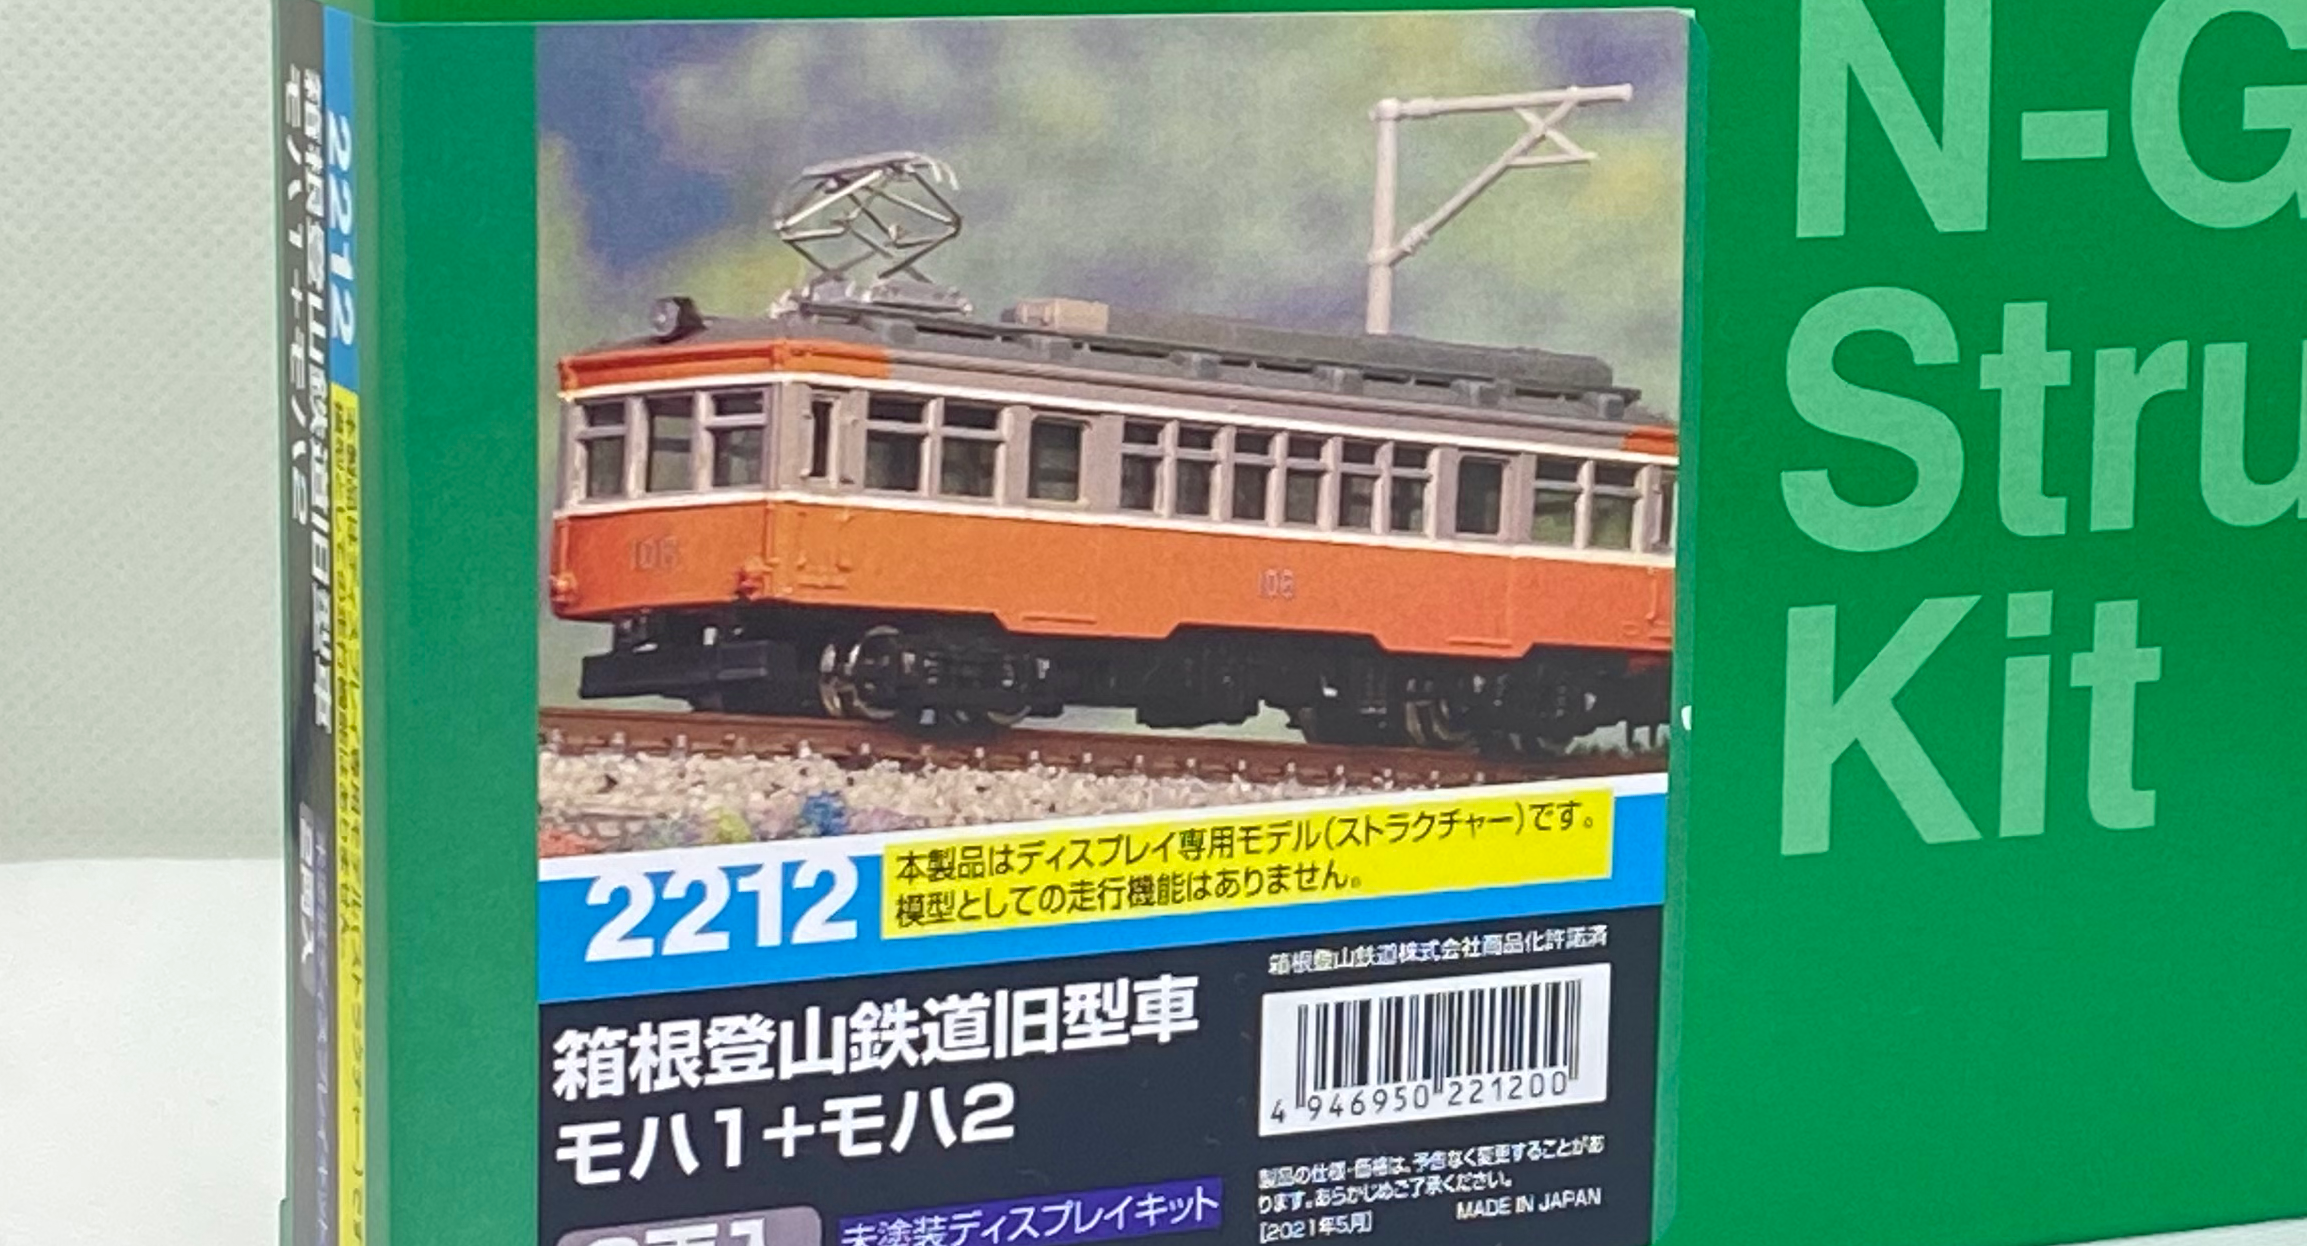 2212
箱根登山鉄道旧型車
モハ1+モハ2
N-G
Stru
Kit
106
106
2212
本製品はディスプレイ専用モデル(ストラクチャー)です。
模型としての走行機能はありません。
箱根登山鉄道株式会社商品化許諾済
箱根登山鉄道旧型車
モハ1+モハ2
4 946950 221200
製品の仕様・価格は、予告なく変更することがあ
ります。あらかじめご了承ください。
[2021年5月] MADE IN JAPAN
未塗装ディスプレイキット